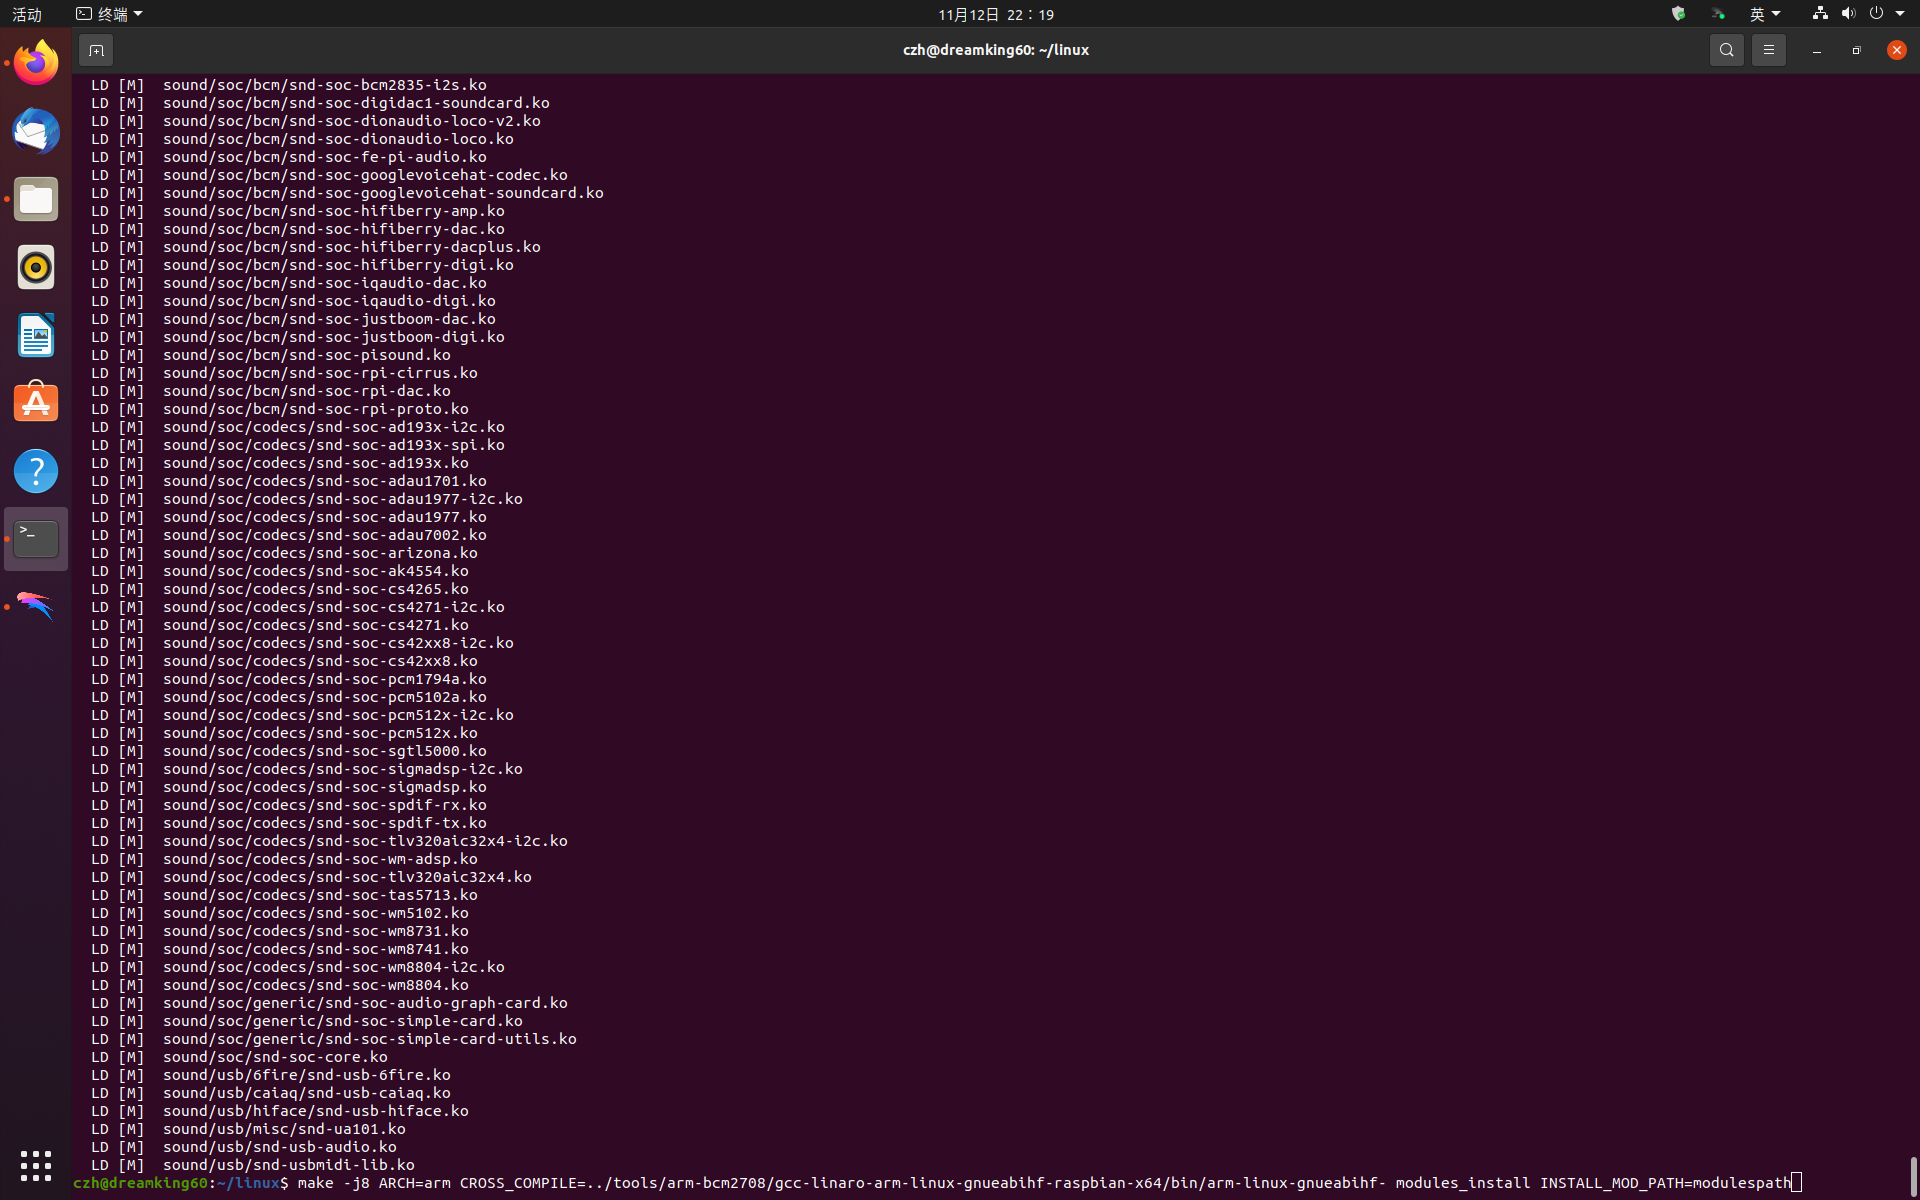 活动 终端 11月12日 22：19 英
czh@dreamking60: ~/linux
LD [M] sound/soc/bcm/snd-soc-bcm2835-i2s.ko
LD [M] sound/soc/bcm/snd-soc-digidac1-soundcard.ko
LD [M] sound/soc/bcm/snd-soc-dionaudio-loco-v2.ko
LD [M] sound/soc/bcm/snd-soc-dionaudio-loco.ko
LD [M] sound/soc/bcm/snd-soc-fe-pi-audio.ko
LD [M] sound/soc/bcm/snd-soc-googlevoicehat-codec.ko
LD [M] sound/soc/bcm/snd-soc-googlevoicehat-soundcard.ko
LD [M] sound/soc/bcm/snd-soc-hifiberry-amp.ko
LD [M] sound/soc/bcm/snd-soc-hifiberry-dac.ko
LD [M] sound/soc/bcm/snd-soc-hifiberry-dacplus.ko
LD [M] sound/soc/bcm/snd-soc-hifiberry-digi.ko
LD [M] sound/soc/bcm/snd-soc-iqaudio-dac.ko
LD [M] sound/soc/bcm/snd-soc-iqaudio-digi.ko
LD [M] sound/soc/bcm/snd-soc-justboom-dac.ko
LD [M] sound/soc/bcm/snd-soc-justboom-digi.ko
LD [M] sound/soc/bcm/snd-soc-pisound.ko
LD [M] sound/soc/bcm/snd-soc-rpi-cirrus.ko
LD [M] sound/soc/bcm/snd-soc-rpi-dac.ko
LD [M] sound/soc/bcm/snd-soc-rpi-proto.ko
LD [M] sound/soc/codecs/snd-soc-ad193x-i2c.ko
LD [M] sound/soc/codecs/snd-soc-ad193x-spi.ko
LD [M] sound/soc/codecs/snd-soc-ad193x.ko
LD [M] sound/soc/codecs/snd-soc-adau1701.ko
LD [M] sound/soc/codecs/snd-soc-adau1977-i2c.ko
LD [M] sound/soc/codecs/snd-soc-adau1977.ko
LD [M] sound/soc/codecs/snd-soc-adau7002.ko
LD [M] sound/soc/codecs/snd-soc-arizona.ko
LD [M] sound/soc/codecs/snd-soc-ak4554.ko
LD [M] sound/soc/codecs/snd-soc-cs4265.ko
LD [M] sound/soc/codecs/snd-soc-cs4271-i2c.ko
LD [M] sound/soc/codecs/snd-soc-cs4271.ko
LD [M] sound/soc/codecs/snd-soc-cs42xx8-i2c.ko
LD [M] sound/soc/codecs/snd-soc-cs42xx8.ko
LD [M] sound/soc/codecs/snd-soc-pcm1794a.ko
LD [M] sound/soc/codecs/snd-soc-pcm5102a.ko
LD [M] sound/soc/codecs/snd-soc-pcm512x-i2c.ko
LD [M] sound/soc/codecs/snd-soc-pcm512x.ko
LD [M] sound/soc/codecs/snd-soc-sgtl5000.ko
LD [M] sound/soc/codecs/snd-soc-sigmadsp-i2c.ko
LD [M] sound/soc/codecs/snd-soc-sigmadsp.ko
LD [M] sound/soc/codecs/snd-soc-spdif-rx.ko
LD [M] sound/soc/codecs/snd-soc-spdif-tx.ko
LD [M] sound/soc/codecs/snd-soc-tlv320aic32x4-i2c.ko
LD [M] sound/soc/codecs/snd-soc-wm-adsp.ko
LD [M] sound/soc/codecs/snd-soc-tlv320aic32x4.ko
LD [M] sound/soc/codecs/snd-soc-tas5713.ko
LD [M] sound/soc/codecs/snd-soc-wm5102.ko
LD [M] sound/soc/codecs/snd-soc-wm8731.ko
LD [M] sound/soc/codecs/snd-soc-wm8741.ko
LD [M] sound/soc/codecs/snd-soc-wm8804-i2c.ko
LD [M] sound/soc/codecs/snd-soc-wm8804.ko
LD [M] sound/soc/generic/snd-soc-audio-graph-card.ko
LD [M] sound/soc/generic/snd-soc-simple-card.ko
LD [M] sound/soc/generic/snd-soc-simple-card-utils.ko
LD [M] sound/soc/snd-soc-core.ko
LD [M] sound/usb/6fire/snd-usb-6fire.ko
LD [M] sound/usb/caiaq/snd-usb-caiaq.ko
LD [M] sound/usb/hiface/snd-usb-hiface.ko
LD [M] sound/usb/misc/snd-ua101.ko
LD [M] sound/usb/snd-usb-audio.ko
LD [M] sound/usb/snd-usbmidi-lib.ko
czh@dreamking60:~/linux$ make -j8 ARCH=arm CROSS_COMPILE=../tools/arm-bcm2708/gcc-linaro-arm-linux-gnueabihf-raspbian-x64/bin/arm-linux-gnueabihf- modules_install INSTALL_MOD_PATH=modulespath